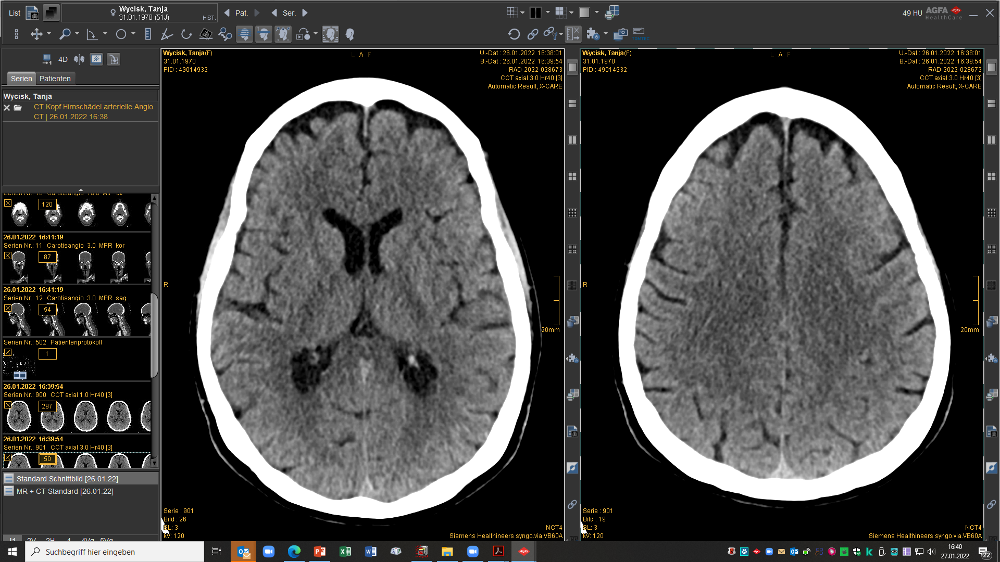 List
Wycisk, Tanja
31.01.1970 (51J)
HIST.
Pat.
Ser.
49 HU
AGFA
HealthCare
TOMTEC
4D
Serien
Patienten
Wycisk, Tanja
CT.Kopf.Hirnschädel.arterielle Angio
CT | 26.01.2022 16:38
120
26.01.2022 16:41:19
Serien Nr.: 11 Carotisangio 3.0 MPR kor
87
26.01.2022 16:41:19
Serien Nr.: 12 Carotisangio 3.0 MPR sag
54
Serien Nr.: 502 Patientenprotokoll
1
26.01.2022 16:39:54
Serien Nr.: 900 CCT axial 1.0 Hr40 [3]
297
26.01.2022 16:39:54
Serien Nr.: 901 CCT axial 3.0 Hr40 [3]
50
Standard Schnittbild [26.01.22]
MR + CT Standard [26.01.22]
Wycisk, Tanja(F)
31.01.1970
PID : 49014932
L A F
U.-Dat : 26.01.2022 16:38:01
B.-Dat : 26.01.2022 16:39:54
RAD-2022-028673
CCT axial 3.0 Hr40 [3]
Automatic Result, X-CARE
R
20mm
Serie : 901
Bild : 26
SL: 3
kV: 120
NCT4
Siemens Healthineers syngo.via.VB60A
Wycisk, Tanja(F)
31.01.1970
PID : 49014932
L A F
U.-Dat : 26.01.2022 16:38:01
B.-Dat : 26.01.2022 16:39:54
RAD-2022-028673
CCT axial 3.0 Hr40 [3]
Automatic Result, X-CARE
R
20mm
Serie : 901
Bild : 19
SL: 3
kV: 120
NCT4
Siemens Healthineers syngo.via.VB60A
Suchbegriff hier eingeben
16:40
27.01.2022
22